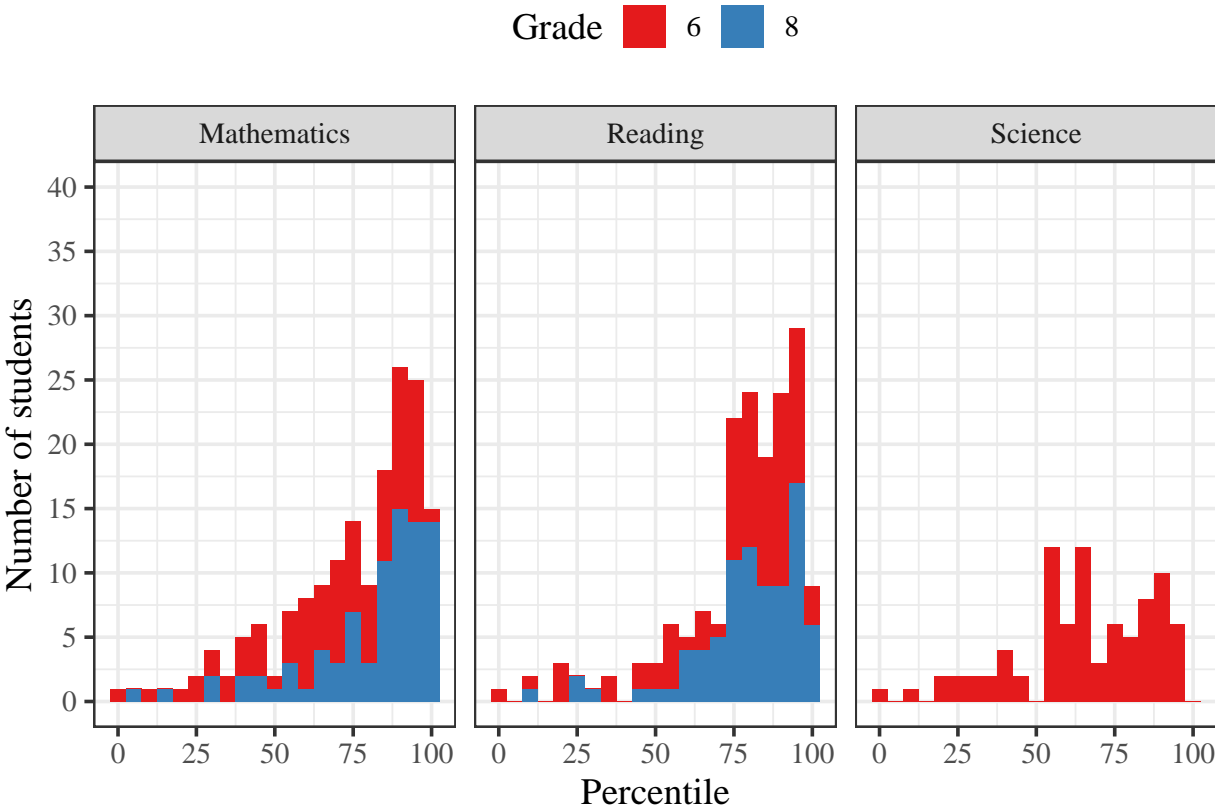 Grade 6 8
Mathematics Reading Science
40
35
30
25
20
15
10
5
0
Number of students
0 25 50 75 100 0 25 50 75 100 0 25 50 75 100
Percentile